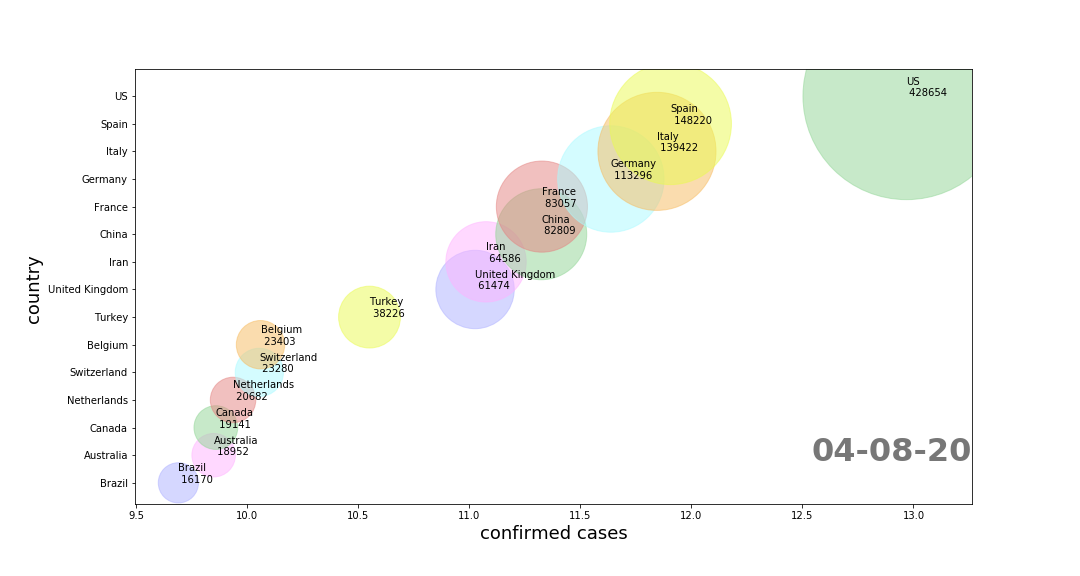 US
428654
Spain
148220
Italy
139422
Germany
113296
France
83057
China
82809
Iran
64586
United Kingdom
61474
Turkey
38226
Belgium
23403
Switzerland
23280
Netherlands
20682
Canada
19141
Australia
18952
Brazil
16170
US
Spain
Italy
Germany
France
China
Iran
United Kingdom
Turkey
Belgium
Switzerland
Netherlands
Canada
Australia
Brazil
country
04-08-20
9.5 10.0 10.5 11.0 11.5 12.0 12.5 13.0
confirmed cases